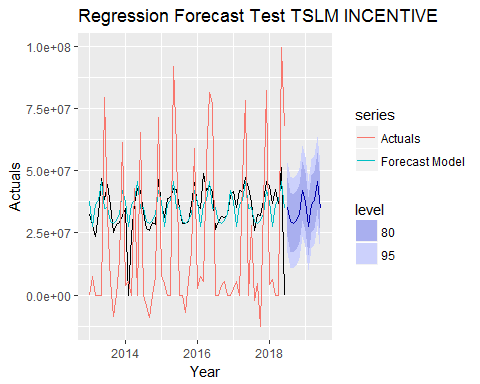 Regression Forecast Test TSLM INCENTIVE
1.0e+08
7.5e+07
5.0e+07
2.5e+07
0.0e+00
Actuals
2014
2016
2018
Year
series
Actuals
Forecast Model
level
80
95